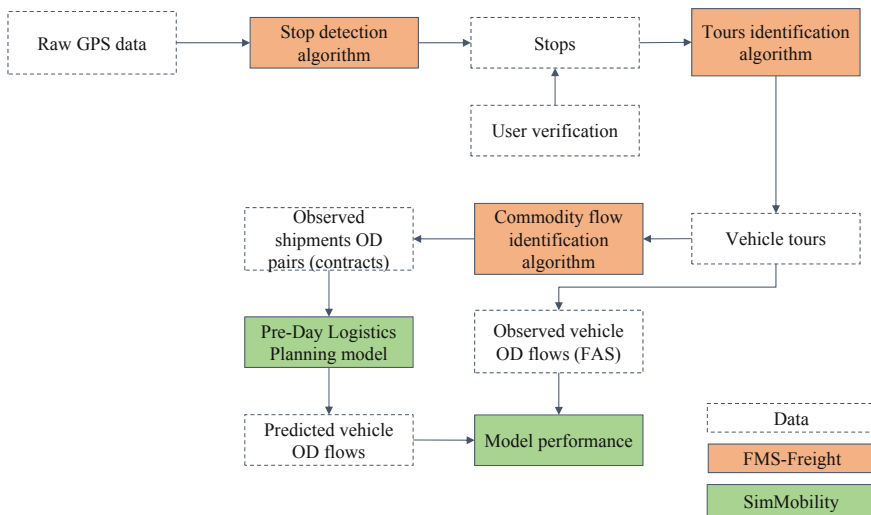 Raw GPS data
Stop detection
algorithm
Stops
Tours identification
algorithm
User verification
Observed
shipments OD
pairs (contracts)
Commodity flow
identification
algorithm
Vehicle tours
Pre-Day Logistics
Planning model
Observed vehicle
OD flows (FAS)
Predicted vehicle
OD flows
Model performance
Data
FMS-Freight
SimMobility